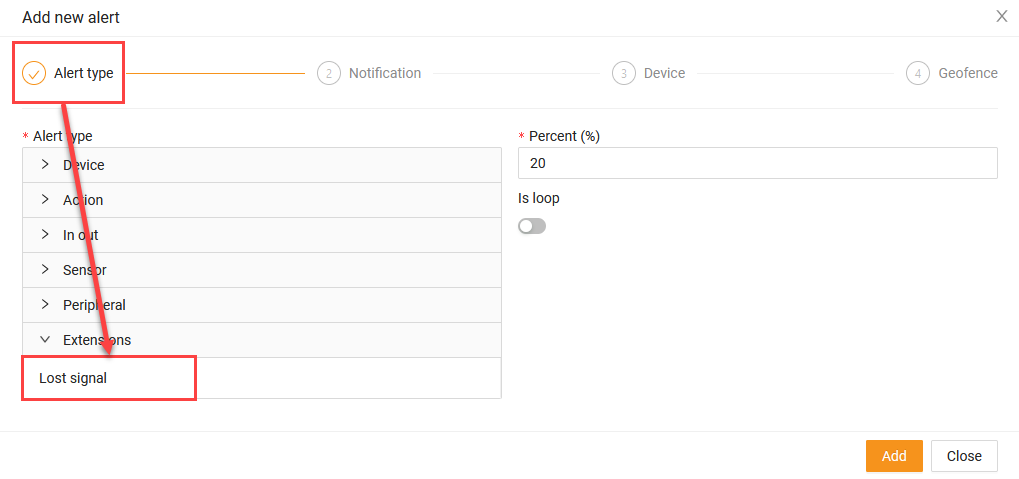 Add new alert
Alert type
2 Notification
3 Device
4 Geofence
* Alert type
Device
Action
In out
Sensor
Peripheral
Extensions
Lost signal
* Percent (%)
20
Is loop
Add
Close